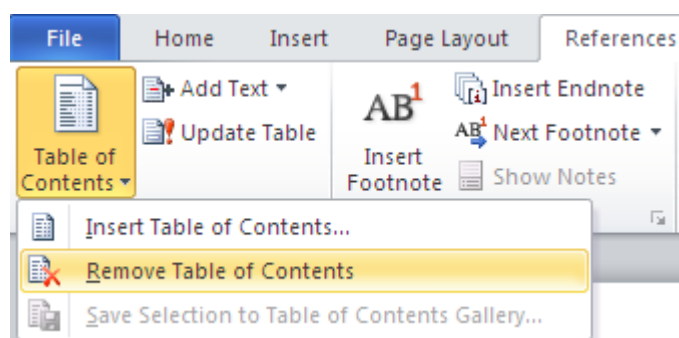 File Home Insert Page Layout References
Table of Contents
Add Text
Update Table
AB1
Insert Footnote
Insert Endnote
AB1 Next Footnote
Show Notes
Insert Table of Contents...
Remove Table of Contents
Save Selection to Table of Contents Gallery...